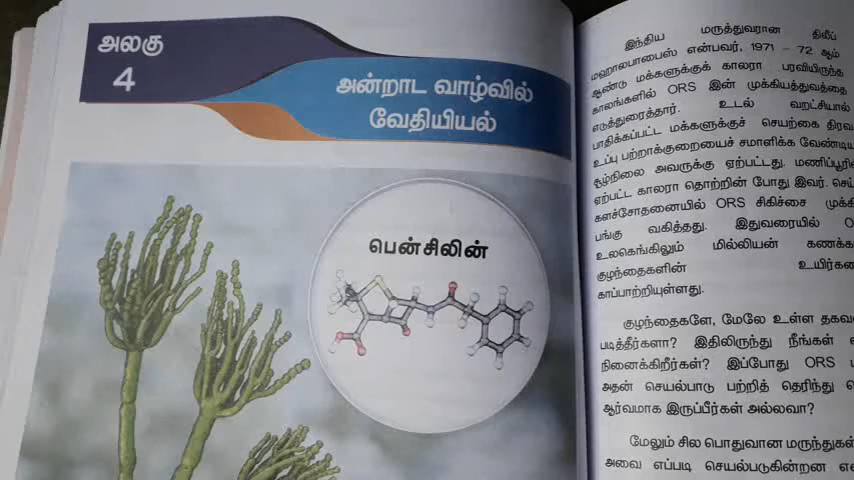 அலகு
4
அன்றாட வாழ்வில்
வேதியியல்
பென்சிலின்
இந்திய மருத்துவரான திலீப்
மஹாலபாபைஸ் என்பவர், 1971 – 72 ஆம்
ஆண்டு மக்களுக்குக் காலரா பரவியிருந்த
காலங்களில் ORS இன் முக்கியத்துவத்தை
எடுத்துரைத்தார். உடல் வறட்சியால்
பாதிக்கப்பட்ட மக்களுக்குச் செயற்கை
உப்பு பற்றாக்குறையைச் சமாளிக்க
சூழ்நிலை அவருக்கு ஏற்பட்டது.
ஏற்பட்ட காலரா தொற்றின் போது இவர்.
களச்சோதனையில் ORS சிகிச்சை
பங்கு வகித்தது. இதுவரையில்
உலகெங்கிலும் மில்லியன்
குழந்தைகளின்
காப்பாற்றியுள்ளது.
குழந்தைகளே, மேலே உள்ள
படித்தீர்களா? இதிலிருந்து நீங்கள்
நினைக்கிறீர்கள்? இப்போது ORS
அதன் செயல்பாடு பற்றித் தெரிந்து
ஆர்வமாக இருப்பீர்கள் அல்லவா?
மேலும் சில பொதுவான மருந்துகள்
அவை எப்படி செயல்படுகின்றன